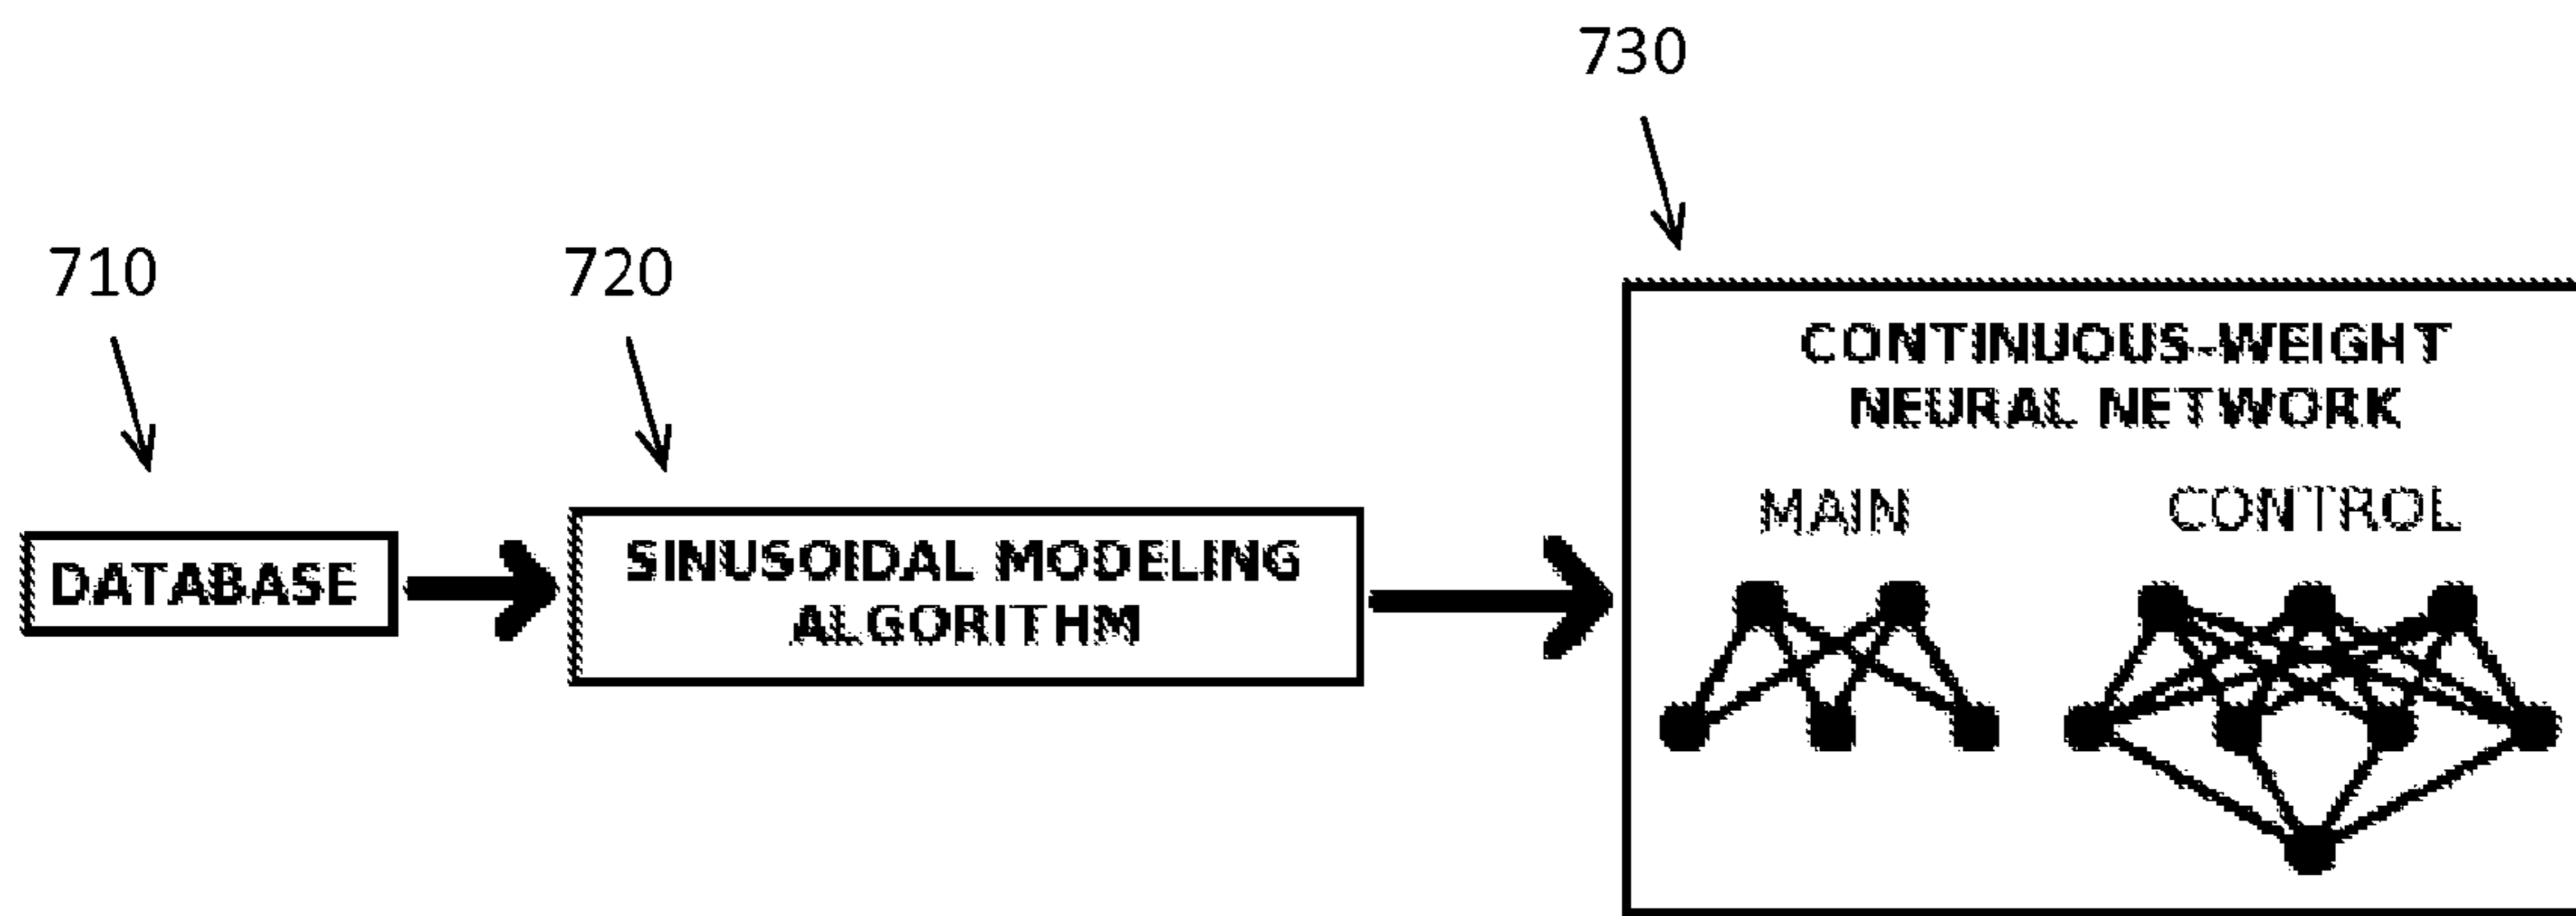 730
710
720
CONTINUOUS-WEIGHT
NEURAL NETWORK
MAIN
CONTROL
DATABASE
SINUSOIDAL MODELING
ALGORITHM